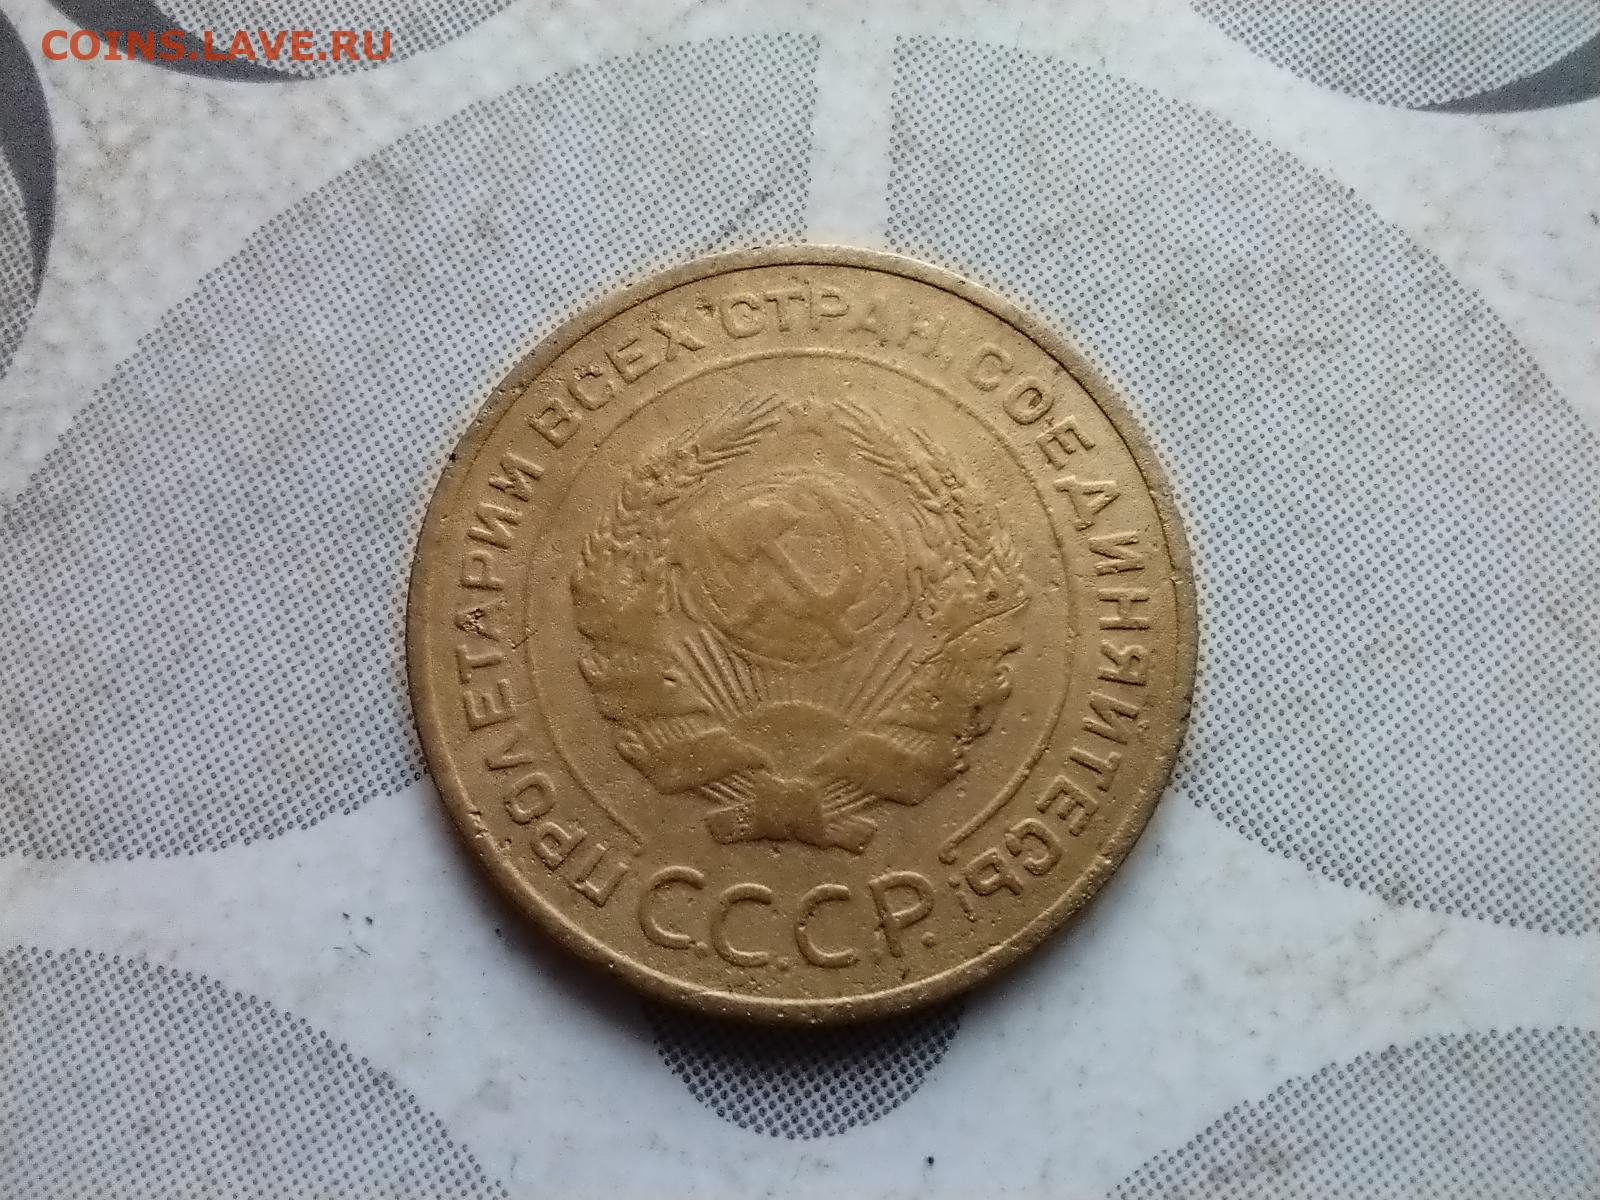 COINS.LAVE.RU
ПРОЛЕТАРИИ ВСЕХ СТРАН, СОЕДИНЯЙТЕСЬ!
С.С.С.Р.